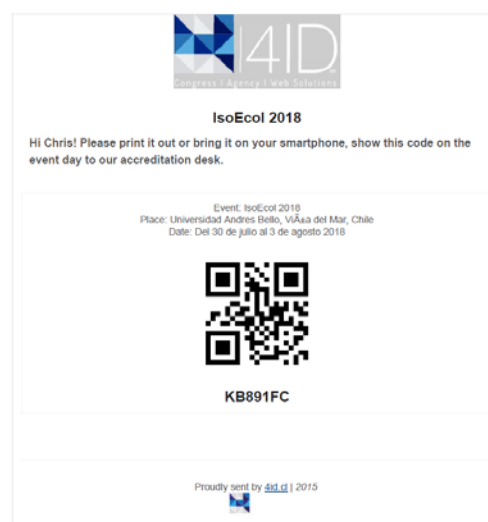 4ID
Congress | Agency | Web Solutions
IsoEcol 2018
Hi Chris! Please print it out or bring it on your smartphone, show this code on the
event day to our accreditation desk.
Event: IsoEcol 2018
Place: Universidad Andres Bello, ViÃ±a del Mar, Chile
Date: Del 30 de julio al 3 de agosto 2018
KB891FC
Proudly sent by 4id.cl | 2015